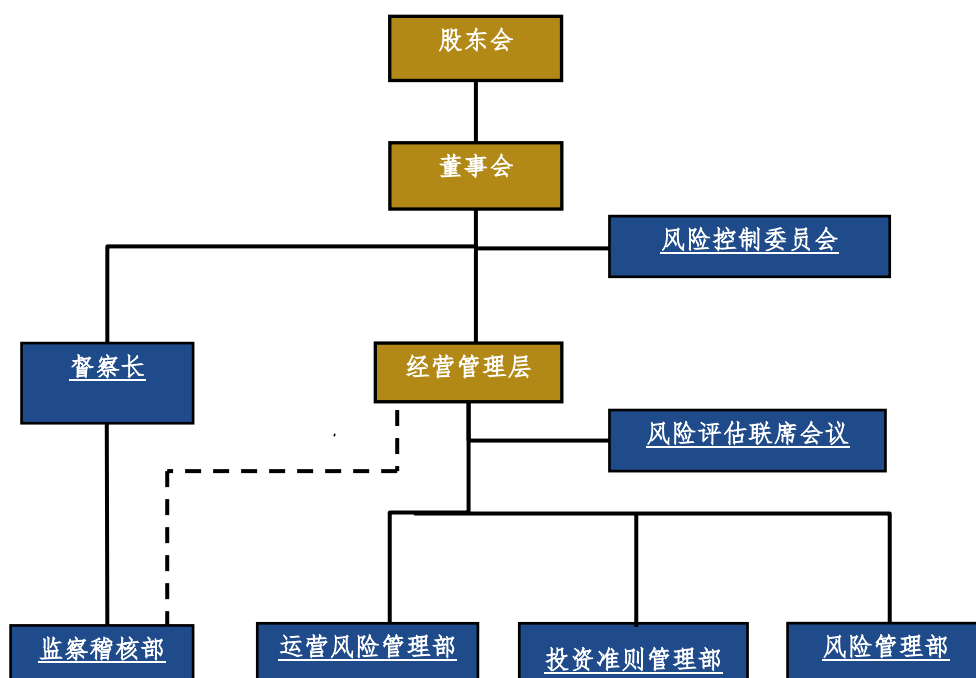 股东会
董事会
风险控制委员会
督察长
经营管理层
风险评估联席会议
监察稽核部
运营风险管理部
投资准则管理部
风险管理部